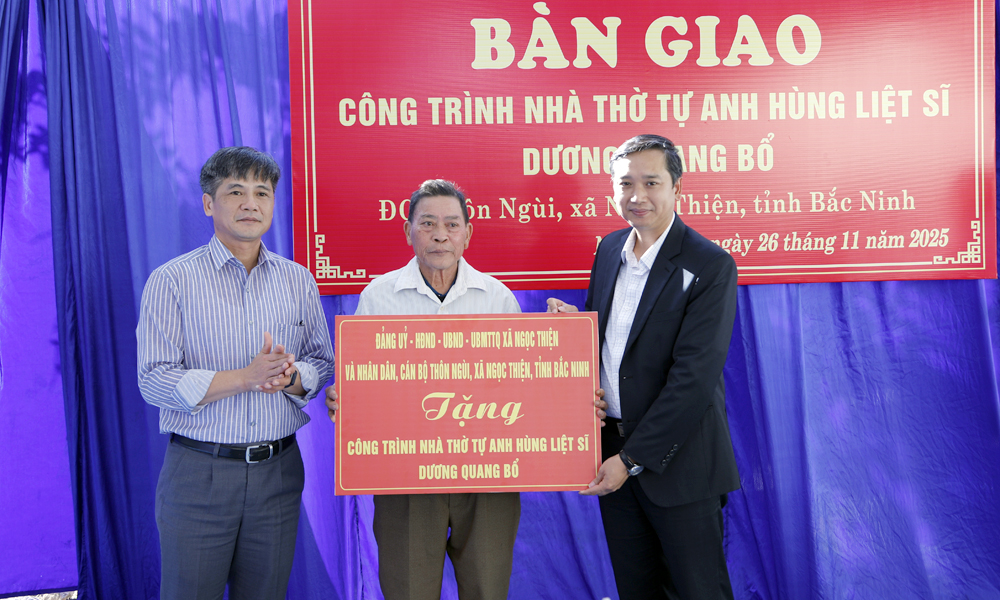 BÀN GIAO
CÔNG TRÌNH NHÀ THỜ TỰ ANH HÙNG LIỆT SĨ
DƯƠNG QUANG BỔ
Ngùi, xã Thiện, tỉnh Bắc Ninh
ngày 26 tháng 11 năm 2025
ĐẢNG UỶ - HĐND - UBND - UBMTTQ XÃ NGỌC THIỆN
VÀ NHÂN DÂN, CÁN BỘ THÔN NGÙI, XÃ NGỌC THIỆN, TỈNH BẮC NINH
Tặng
CÔNG TRÌNH NHÀ THỜ TỰ ANH HÙNG LIỆT SĨ
DƯƠNG QUANG BỔ